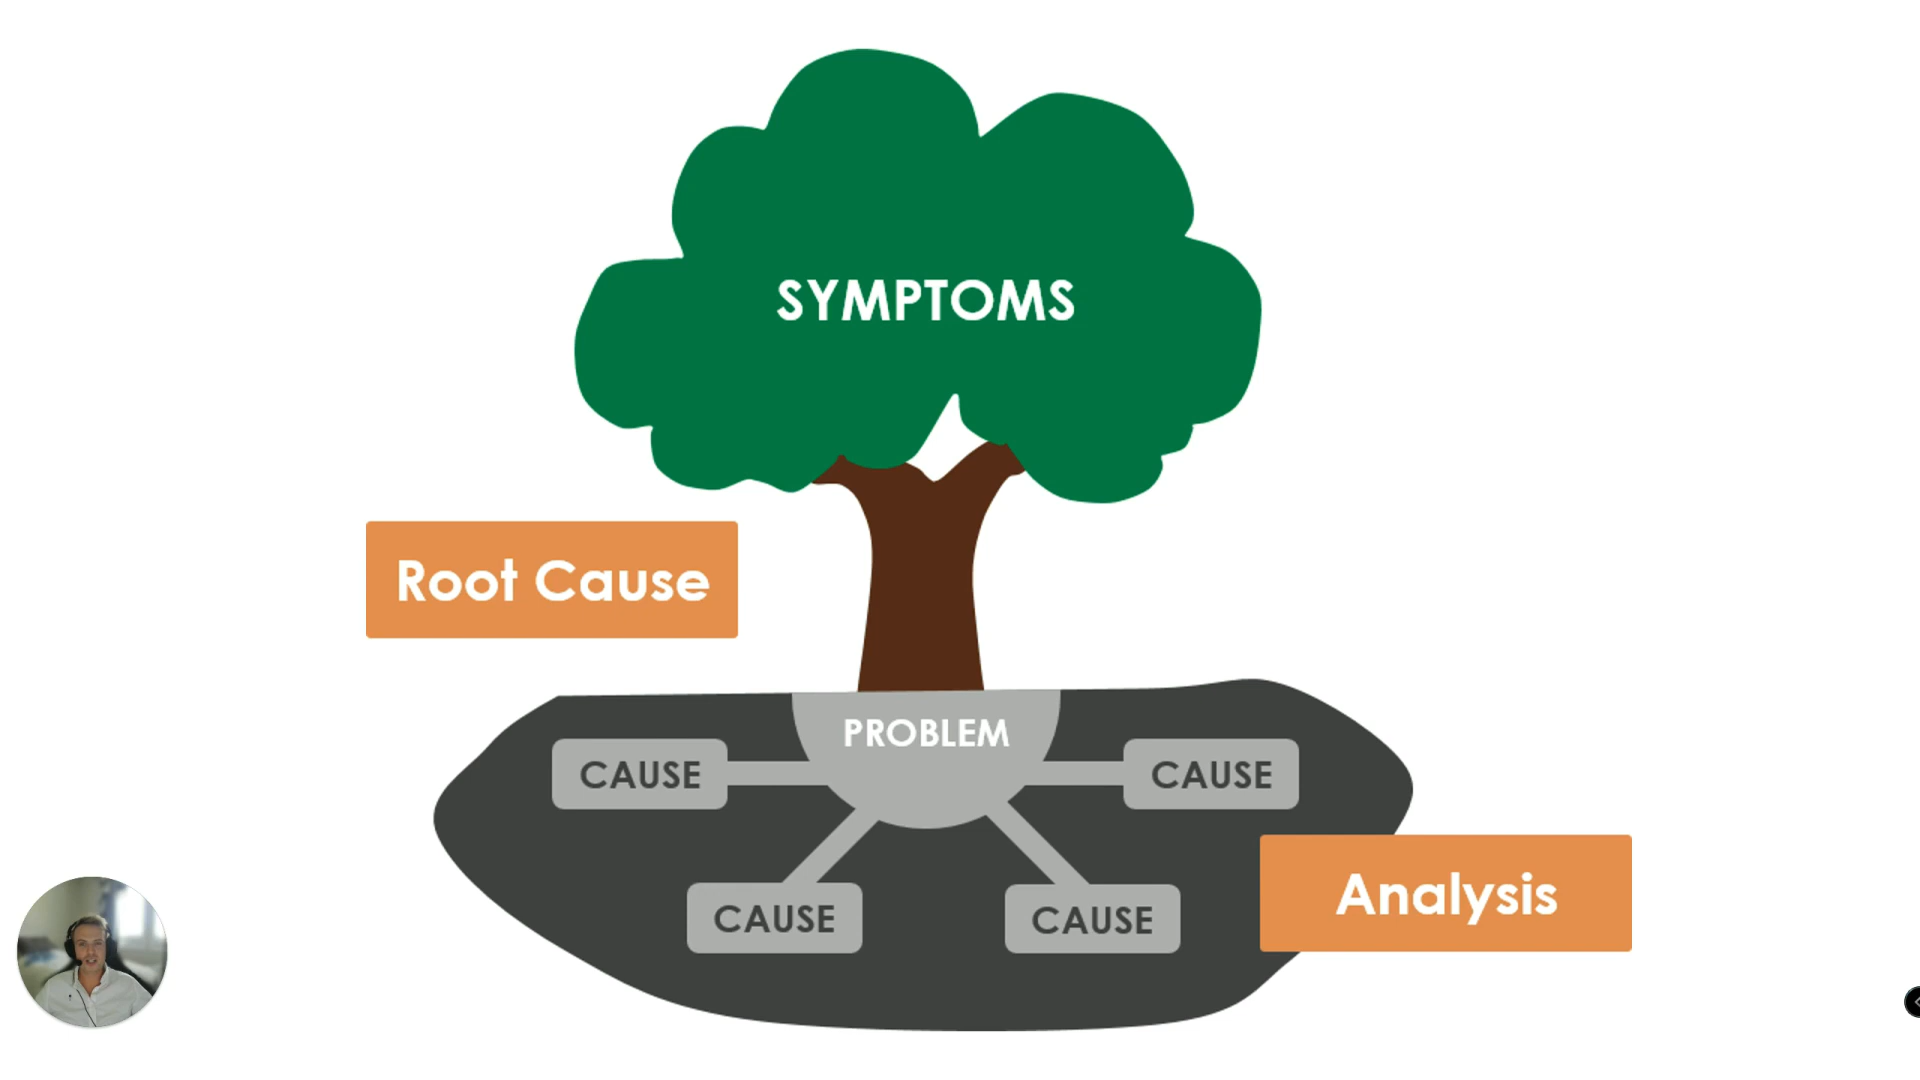 SYMPTOMS
Root Cause
PROBLEM
CAUSE
CAUSE
CAUSE
CAUSE
Analysis